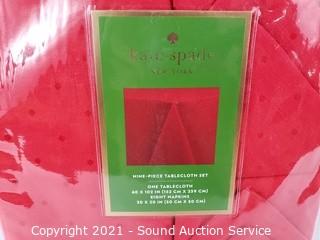 kate spade
NEW YORK
NINE-PIECE TABLECLOTH SET
ONE TABLECLOTH
60 X 102 IN (152 CM X 259 CM)
EIGHT NAPKINS
20 X 20 IN (50 CM X 50 CM)
Copyright 2021 - Sound Auction Service